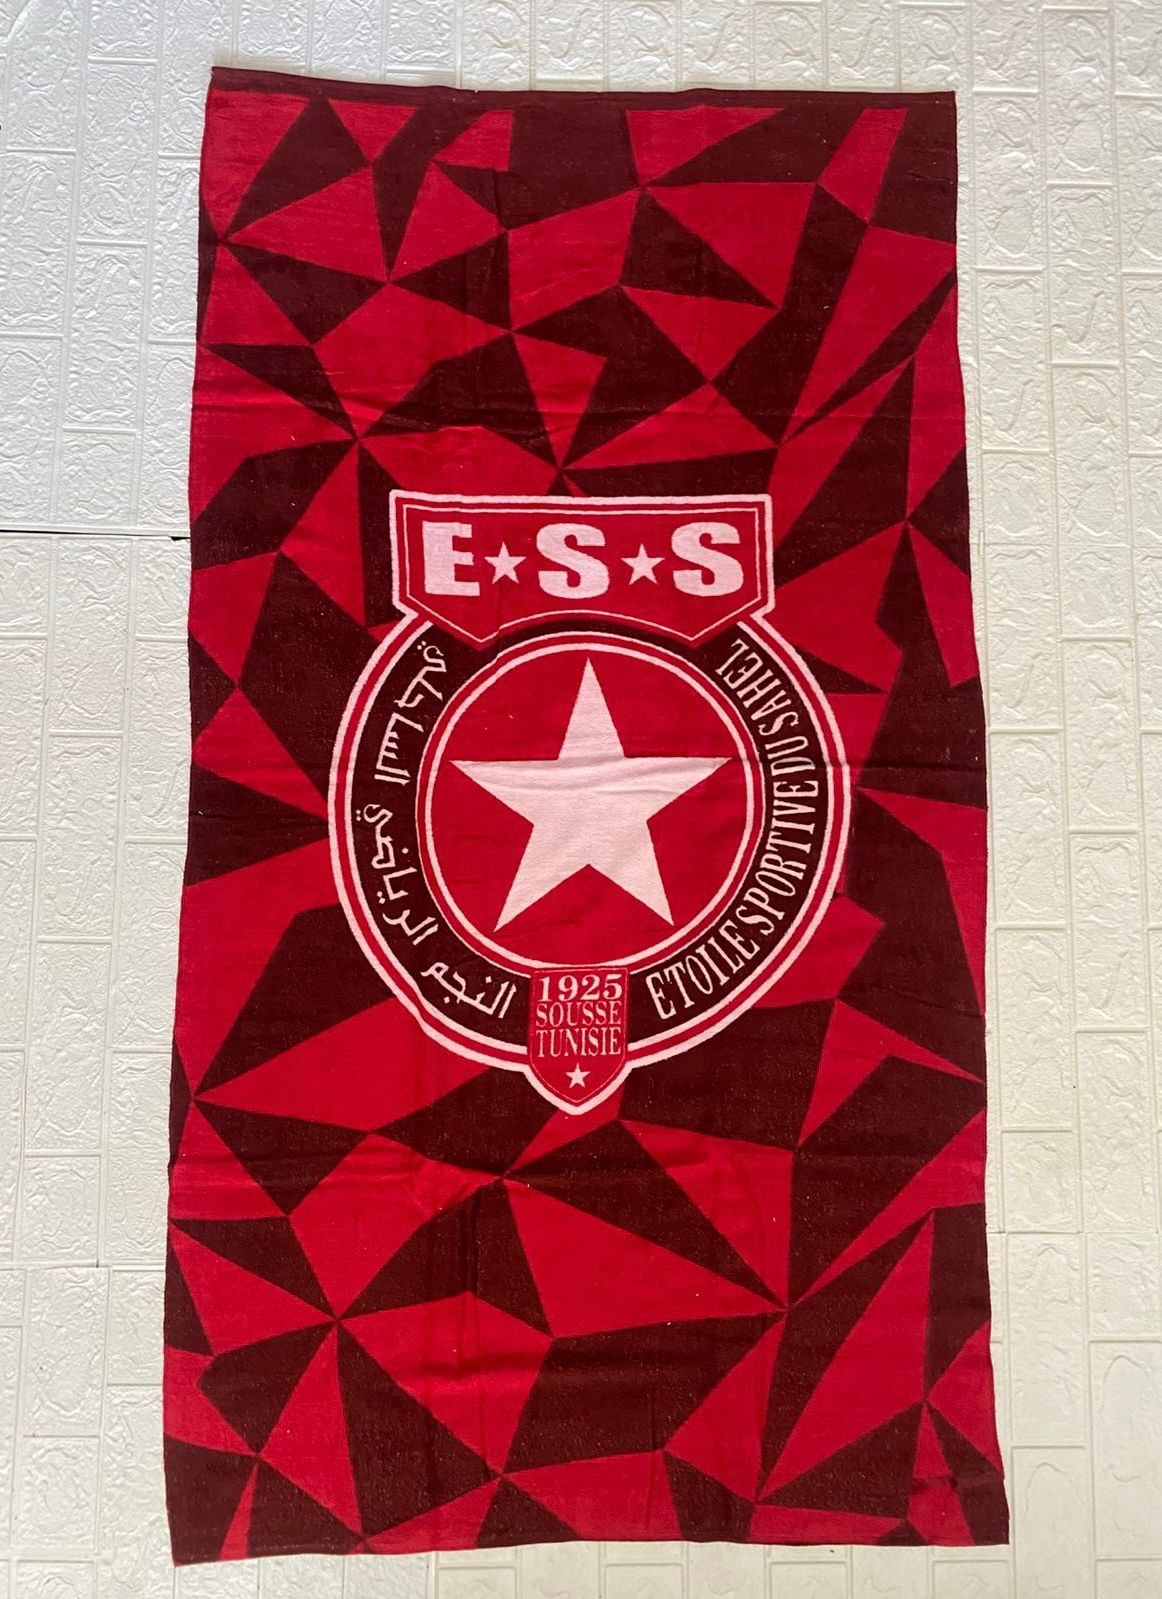 E★S★S
النجم الرياضي الساحلي
ETOILE SPORTIVE DU SAHEL
1925
SOUSSE
TUNISIE